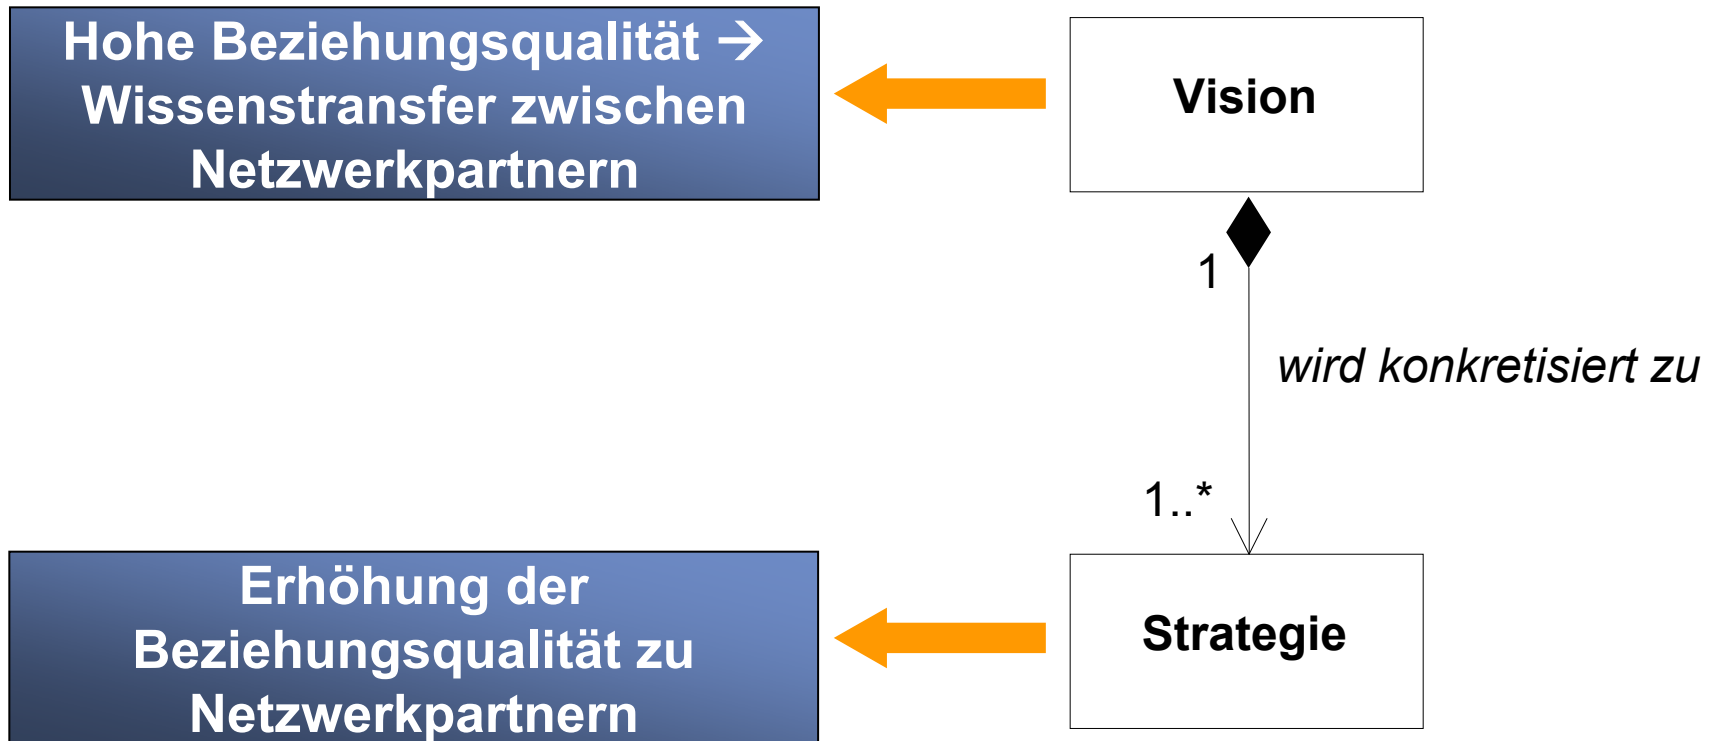 Hohe Beziehungsqualität →
Wissenstransfer zwischen
Netzwerkpartnern
Vision
1
wird konkretisiert zu
1..*
Erhöhung der
Beziehungsqualität zu
Netzwerkpartnern
Strategie